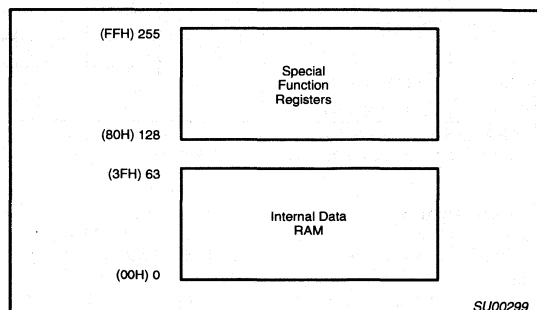 (FFH) 255
Special
Function
Registers
(80H) 128
(3FH) 63
Internal Data
RAM
(00H) 0
SU00299